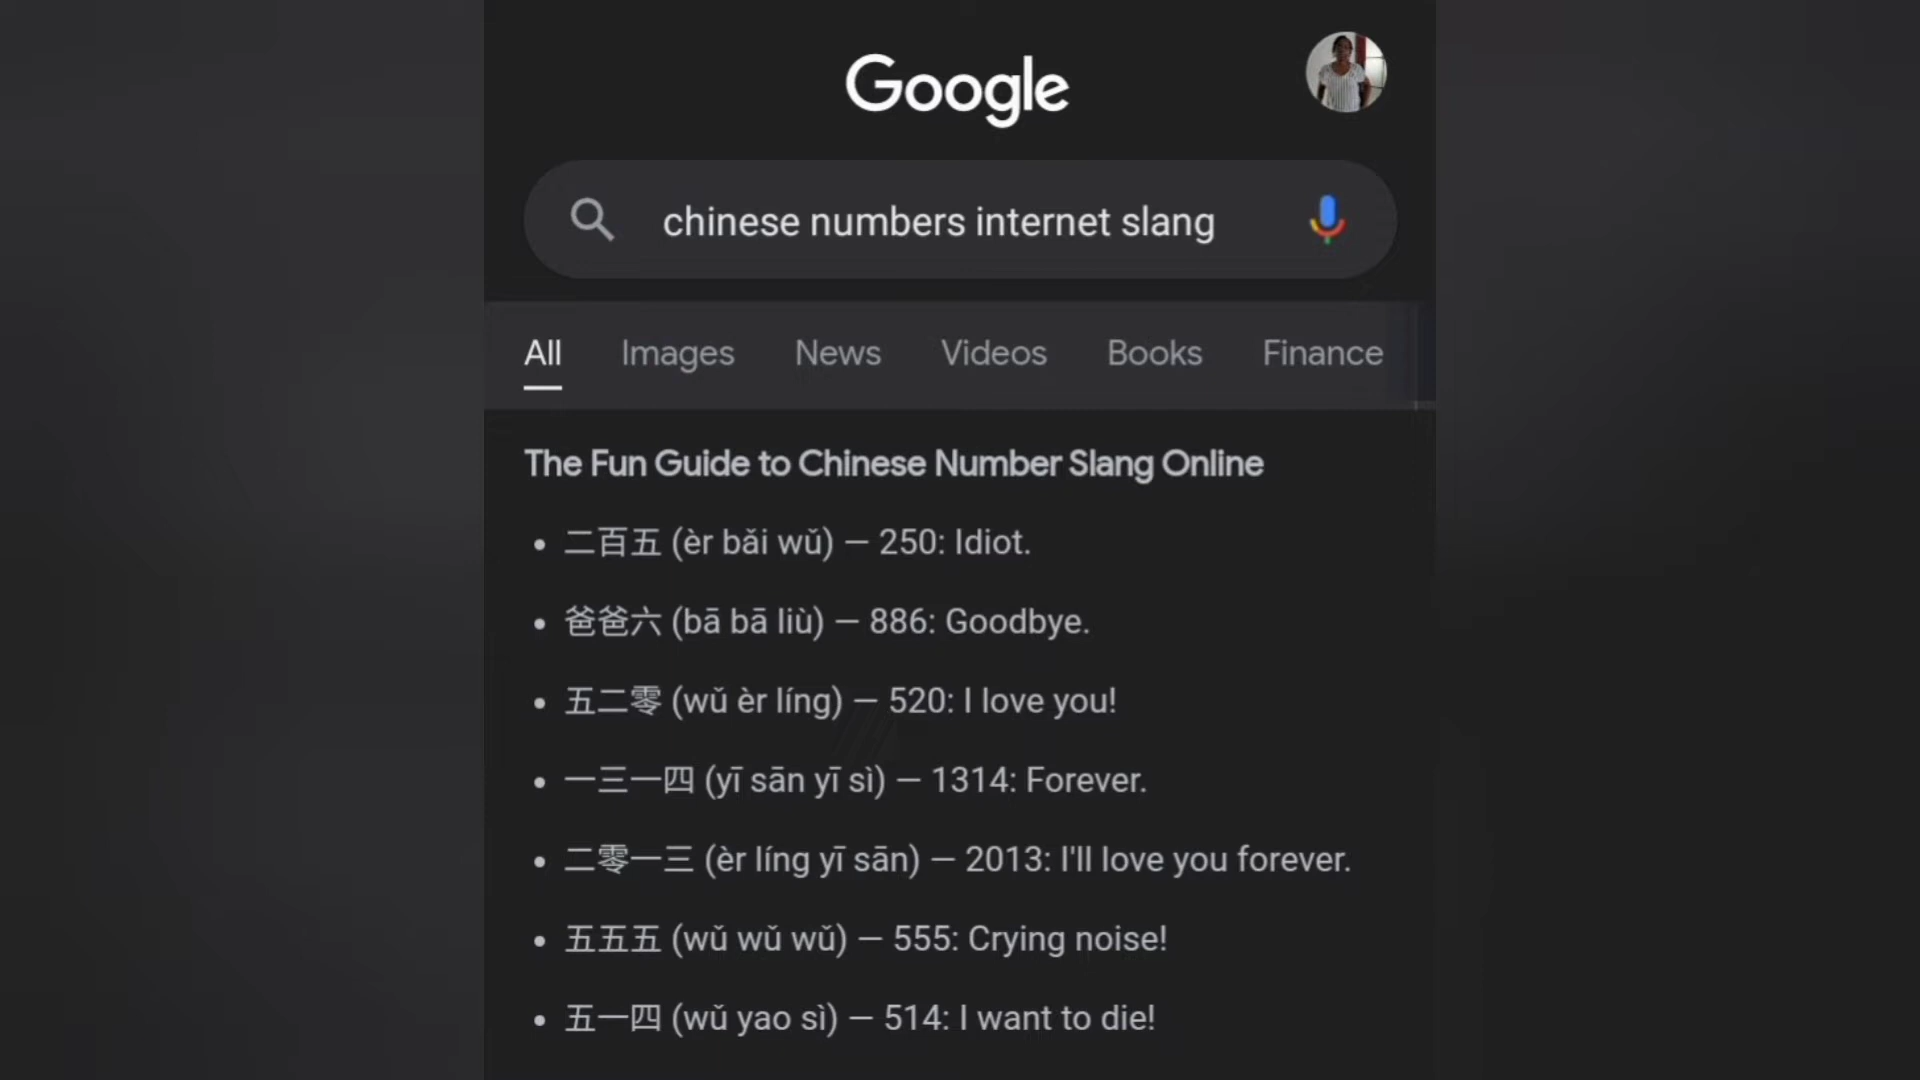 Google
chinese numbers internet slang
All Images News Videos Books Finance
The Fun Guide to Chinese Number Slang Online
• 二百五 (èr bǎi wǔ) — 250: Idiot.
• 爸爸六 (bā bā liù) — 886: Goodbye.
• 五二零 (wǔ èr líng) — 520: I love you!
• 一三一四 (yī sān yī sì) — 1314: Forever.
• 二零一三 (èr líng yī sān) — 2013: I'll love you forever.
• 五五五 (wǔ wǔ wǔ) — 555: Crying noise!
• 五一四 (wǔ yao sì) — 514: I want to die!